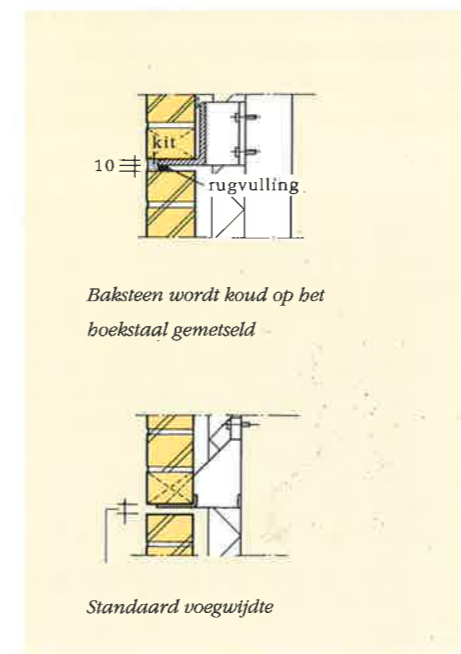 kit
10
rugvulling
Baksteen wordt koud op het
hoekstaal gemetseld
Standaard voegwijdte